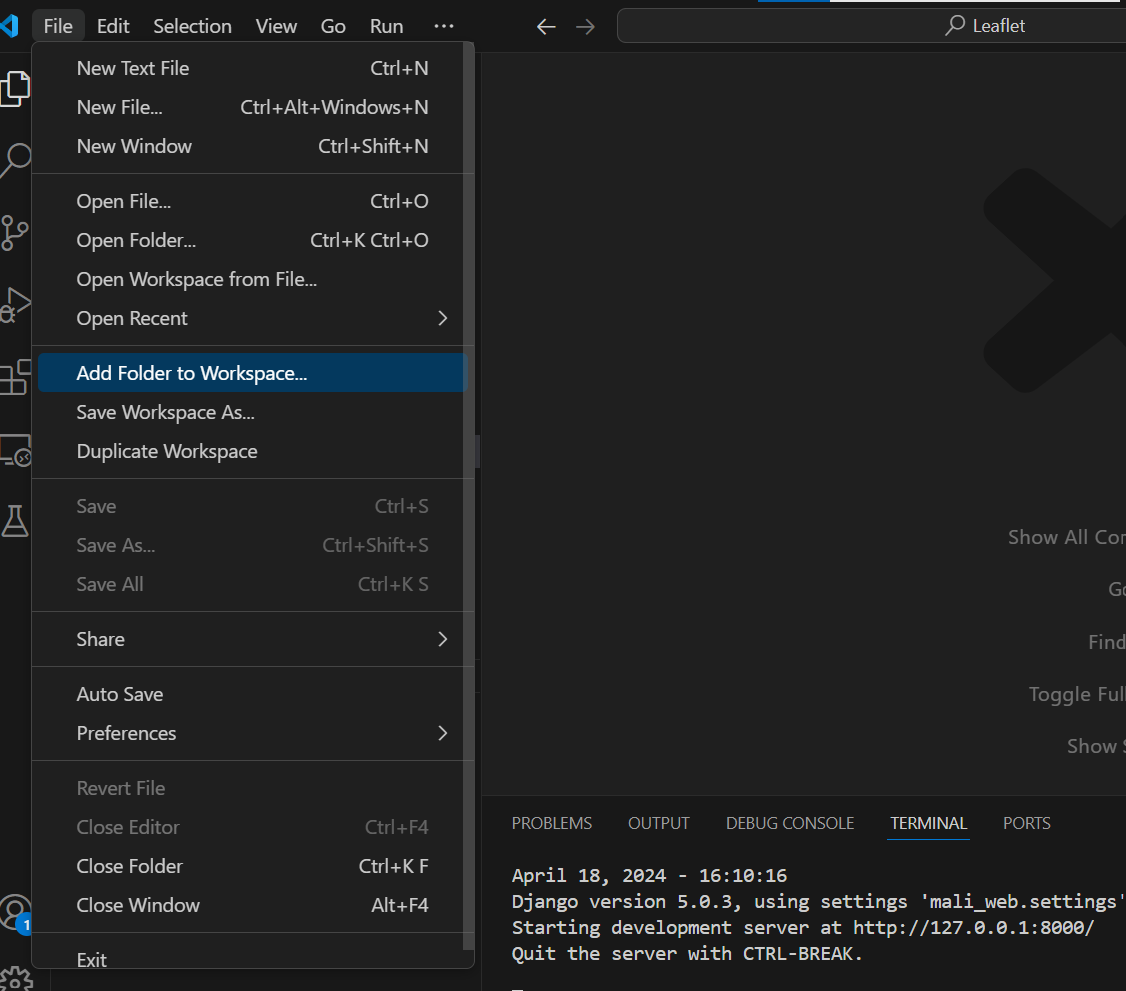 File Edit Selection View Go Run ···
Leaflet
New Text File Ctrl+N
New File... Ctrl+Alt+Windows+N
New Window Ctrl+Shift+N
Open File... Ctrl+O
Open Folder... Ctrl+K Ctrl+O
Open Workspace from File...
Open Recent
Add Folder to Workspace...
Save Workspace As...
Duplicate Workspace
Save Ctrl+S
Save As... Ctrl+Shift+S
Save All Ctrl+K S
Share
Auto Save
Preferences
Revert File
Close Editor Ctrl+F4
Close Folder Ctrl+K F
Close Window Alt+F4
Exit
1
Show All
Find
Toggle
Show
PROBLEMS OUTPUT DEBUG CONSOLE TERMINAL PORTS
April 18, 2024 - 16:10:16
Django version 5.0.3, using settings 'mali_web.settings'
Starting development server at http://127.0.0.1:8000/
Quit the server with CTRL-BREAK.